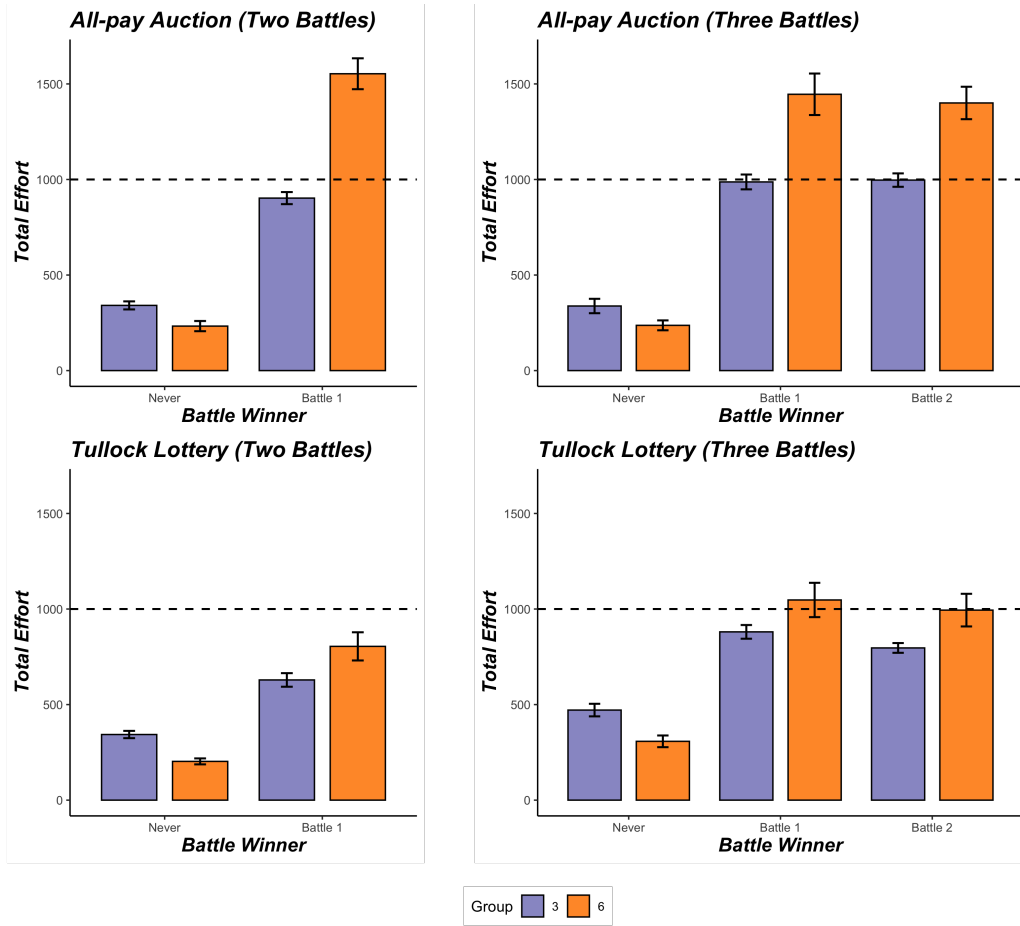 All-pay Auction (Two Battles)
Total Effort
1500
1000
500
0
Never
Battle 1
Battle Winner
All-pay Auction (Three Battles)
Total Effort
1500
1000
500
0
Never
Battle 1
Battle 2
Battle Winner
Tullock Lottery (Two Battles)
Total Effort
1500
1000
500
0
Never
Battle 1
Battle Winner
Tullock Lottery (Three Battles)
Total Effort
1500
1000
500
0
Never
Battle 1
Battle 2
Battle Winner
Group 3 6